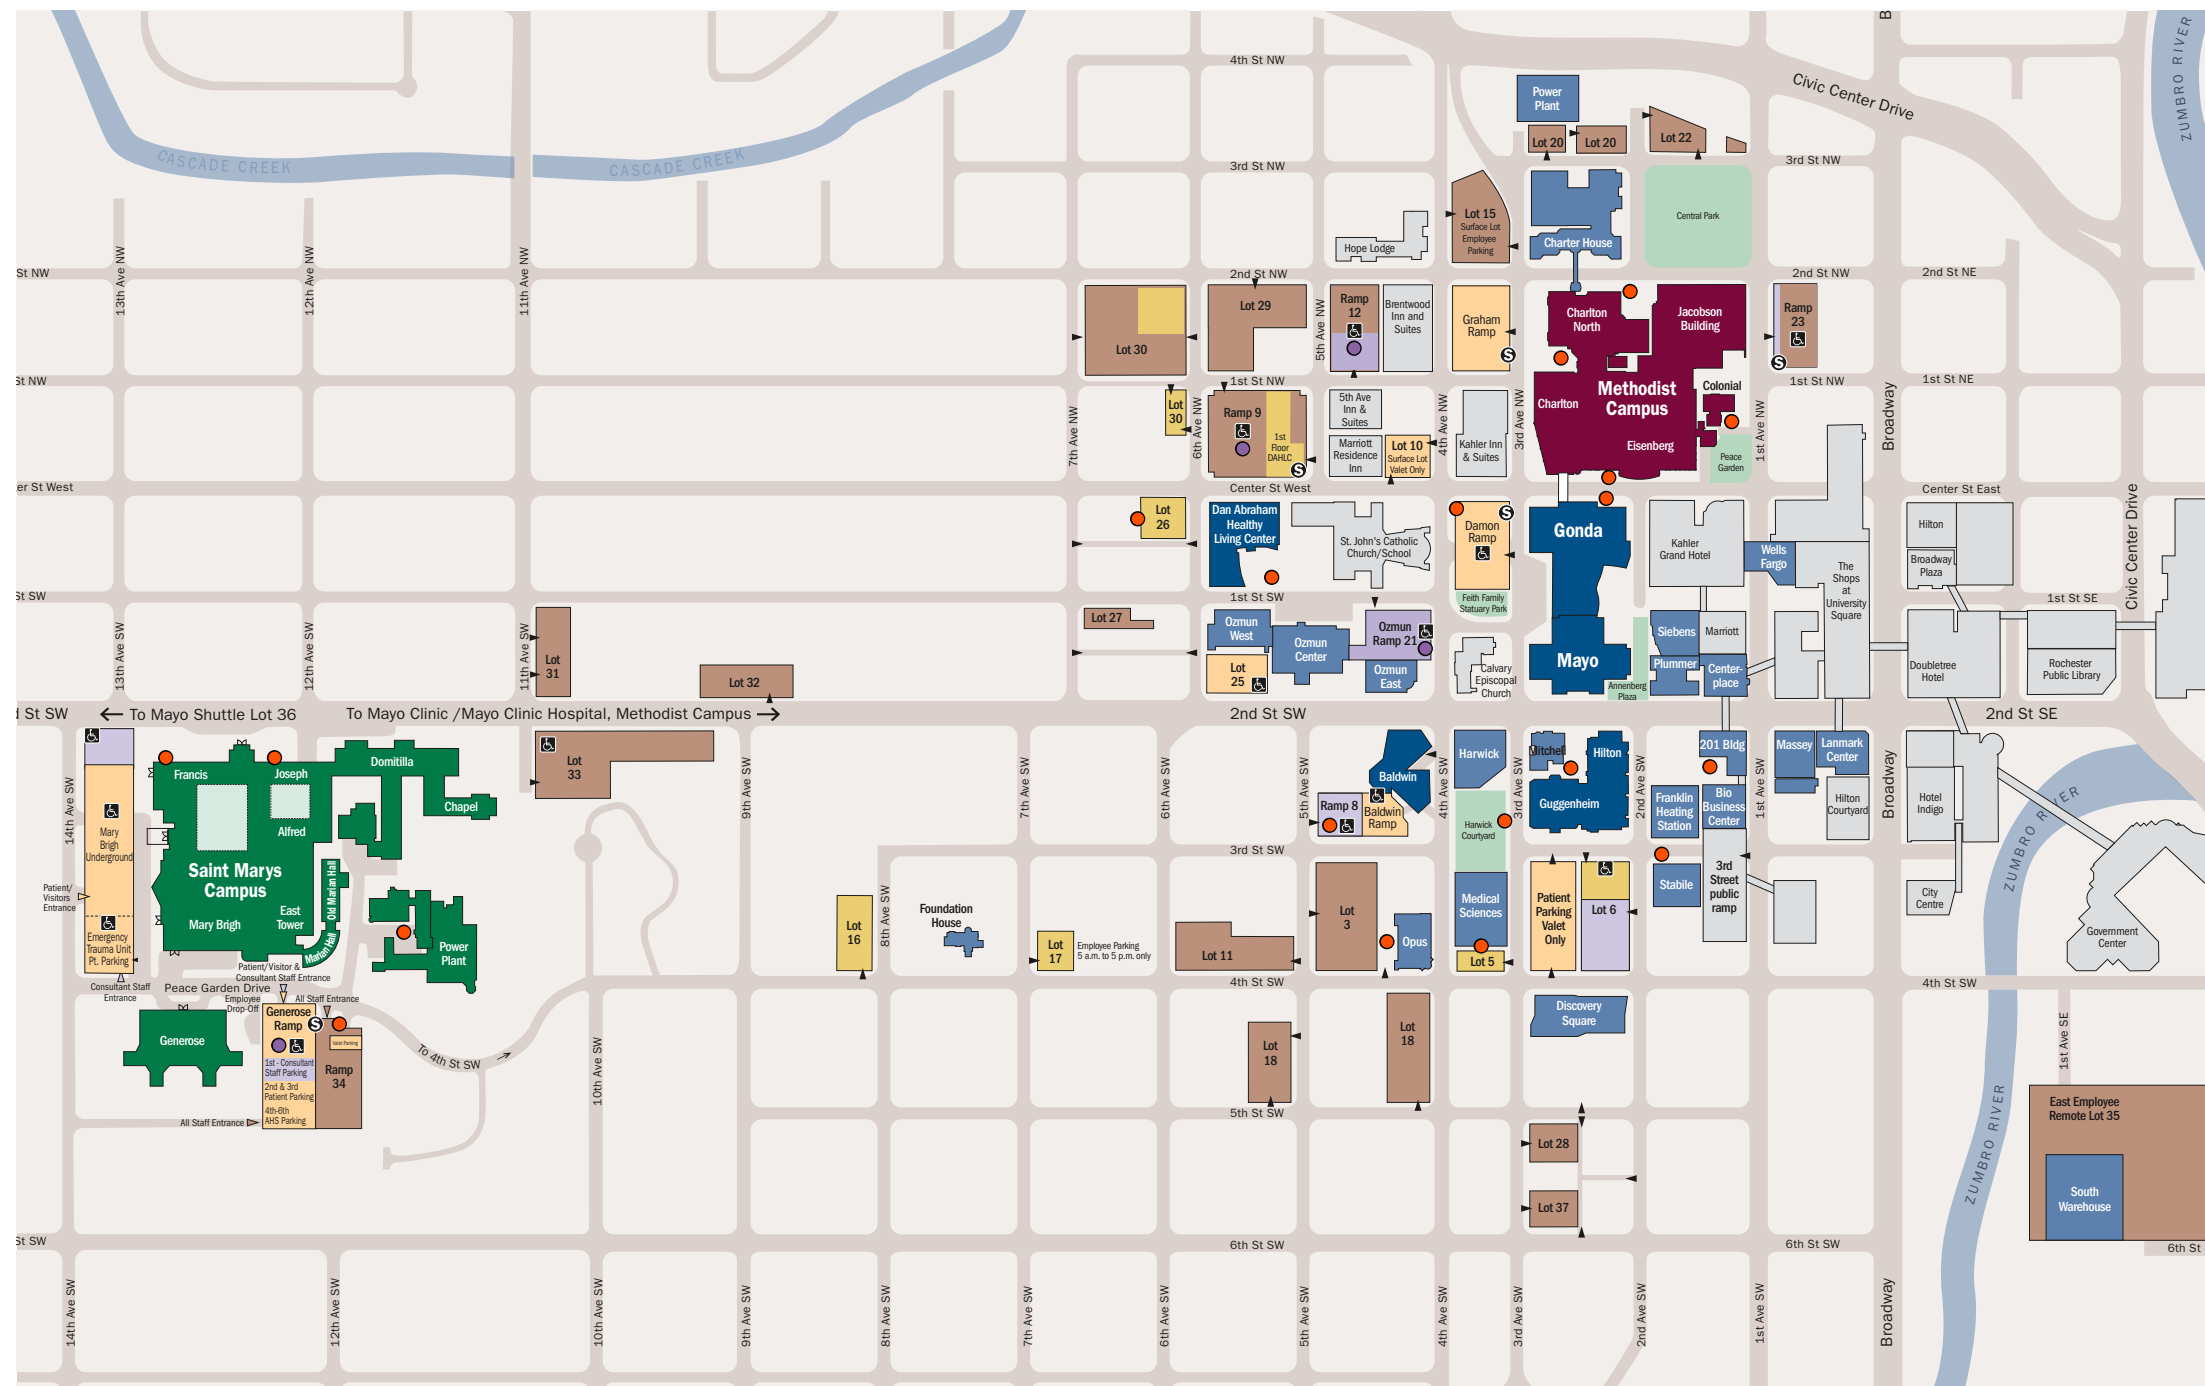 ZUMBRO RIVER
B
4th St NW
Civic Center Drive
Power
Plant
Lot 20
Lot 20
Lot 22
CASCADE CREEK
CASCADE CREEK
3rd St NW
3rd St NW
Lot 15
Surface Lot
Employee
Parking
Central Park
Hope Lodge
Charter House
13th Ave NW
12th Ave NW
11th Ave NW
St NW
2nd St NW
2nd St NW
2nd St NE
Lot 30
Lot 29
5th Ave NW
Ramp
12
Brentwood
Inn and
Suites
Graham
Ramp
S
Charlton
North
Jacobson
Building
Ramp
23
S
St NW
1st St NW
1st St NW
1st St NE
7th Ave NW
Lot
30
6th Ave NW
Ramp 9
1st
Floor
DAHLC
S
5th Ave
Inn &
Suites
Marriott
Residence
Inn
Lot 10
Surface Lot
Valet Only
4th Ave NW
Kahler Inn
& Suites
3rd Ave NW
Charlton
Methodist
Campus
Colonial
Eisenberg
Peace
Garden
1st Ave NW
Broadway
er St West
Center St West
Center St East
Lot
26
Dan Abraham
Healthy
Living Center
St. John's Catholic
Church/School
Damon
Ramp
S
Gonda
Kahler
Grand Hotel
Wells
Fargo
The
Shops
at
University
Square
Hilton
Broadway
Plaza
Civic Center Drive
St SW
1st St SW
Feith Family
Statuary Park
1st St SE
13th Ave SW
12th Ave SW
11th Ave SW
Lot
31
Lot 32
Lot 27
Ozmun
West
Ozmun
Center
Ozmun
Ramp 21
Ozmun
East
Lot
25
Calvary
Episcopal
Church
Mayo
Annenberg
Plaza
Siebens
Marriott
Plummer
Center-
place
Doubletree
Hotel
Rochester
Public Library
d St SW
To Mayo Shuttle Lot 36
To Mayo Clinic /Mayo Clinic Hospital, Methodist Campus
2nd St SW
2nd St SE
14th Ave SW
Mary
Brigh
Underground
Patient/
Visitors
Entrance
Emergency
Trauma Unit
Pt. Parking
Consultant Staff
Entrance
Francis
Joseph
Domitilla
Chapel
Alfred
Saint Marys
Campus
Old Marian Hall
Mary Brigh
East
Tower
Marian Hall
Power
Plant
Lot
33
9th Ave SW
7th Ave SW
6th Ave SW
5th Ave SW
Baldwin
Ramp 8
Baldwin
Ramp
4th Ave SW
Harwick
Harwick
Courtyard
3rd Ave SW
Mitchell
Hilton
Guggenheim
2nd Ave SW
201 Bldg
Franklin
Heating
Station
Bio
Business
Center
1st Ave SW
Massey
Lanmark
Center
Hilton
Courtyard
Broadway
Hotel
Indigo
ZUMBRO RIVER
3rd St SW
Lot
16
8th Ave SW
Foundation
House
Lot
17
Employee Parking
5 a.m. to 5 p.m. only
Lot 11
Lot
3
Opus
Medical
Sciences
Lot 5
Patient
Parking
Valet
Only
Lot 6
Stabile
3rd
Street
public
ramp
City
Centre
Government
Center
Patient/Visitor &
Consultant Staff Entrance
Peace Garden Drive
Employee
Drop-Off
All Staff Entrance
4th St SW
4th St SW
Generose
Generose
Ramp
S
Valet Parking
1st - Consultant
Staff Parking
2nd & 3rd
Patient Parking
4th-6th
AHS Parking
Ramp
34
All Staff Entrance
To 4th St SW
10th Ave SW
Lot
18
Lot
18
Discovery
Square
1st Ave SE
5th St SW
Lot 28
Lot 37
ZUMBRO RIVER
East Employee
Remote Lot 35
South
Warehouse
St SW
6th St SW
6th St SW
6th St
14th Ave SW
12th Ave SW
10th Ave SW
9th Ave SW
8th Ave SW
7th Ave SW
6th Ave SW
5th Ave SW
4th Ave SW
3rd Ave SW
2nd Ave SW
1st Ave SW
Broadway